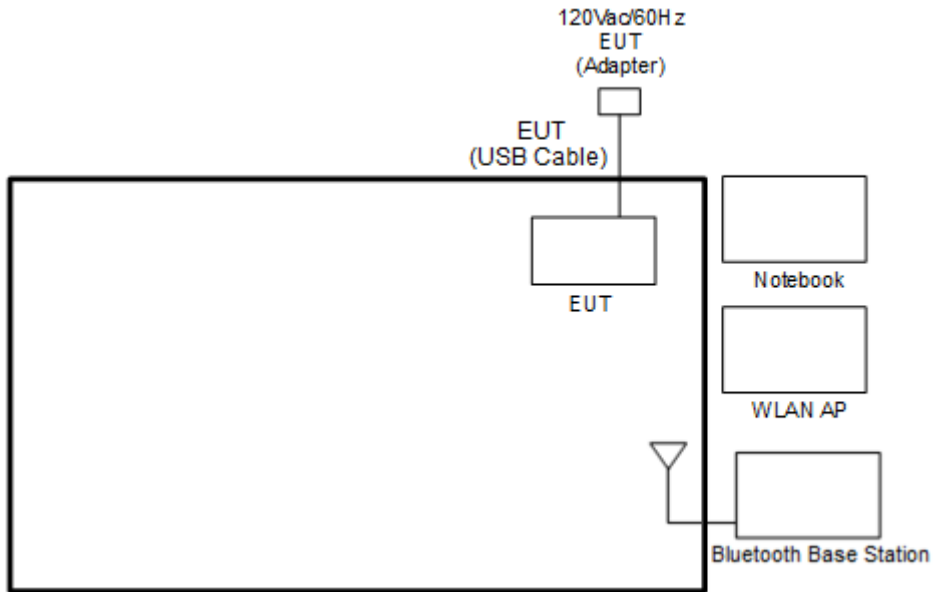 120Vac/60Hz
EUT
(Adapter)
EUT
(USB Cable)
EUT
Notebook
WLAN AP
Bluetooth Base Station